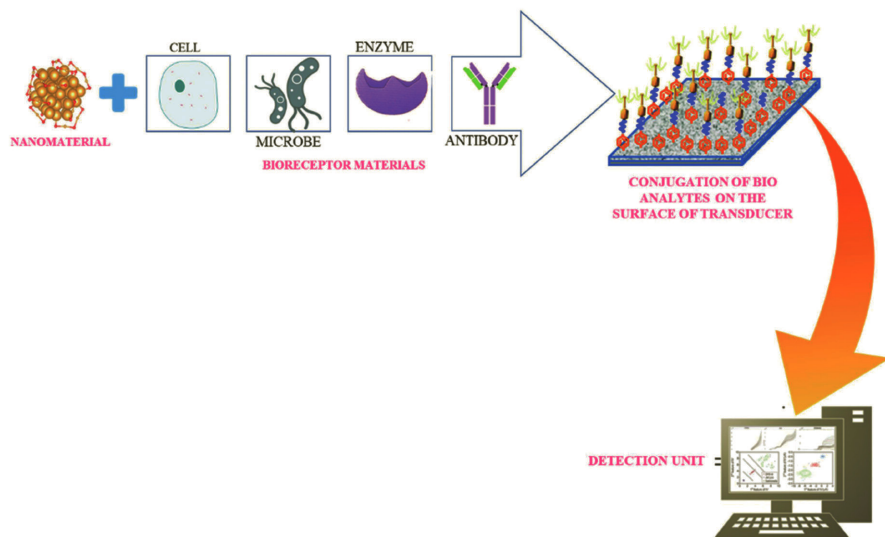 CELL
ENZYME
NANOMATERIAL
MICROBE
ANTIBODY
BIORECEPTOR MATERIALS
CONJUGATION OF BIO
ANALYTES ON THE
SURFACE OF TRANSDUCER
DETECTION UNIT